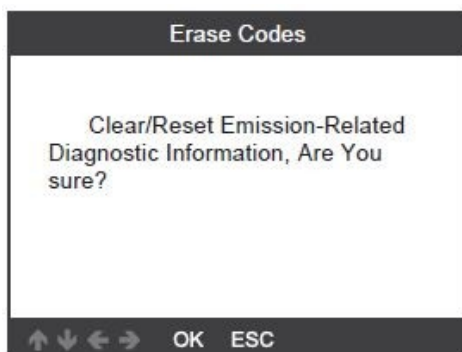 Erase Codes
Clear/Reset Emission-Related
Diagnostic Information, Are You
sure?
OK ESC